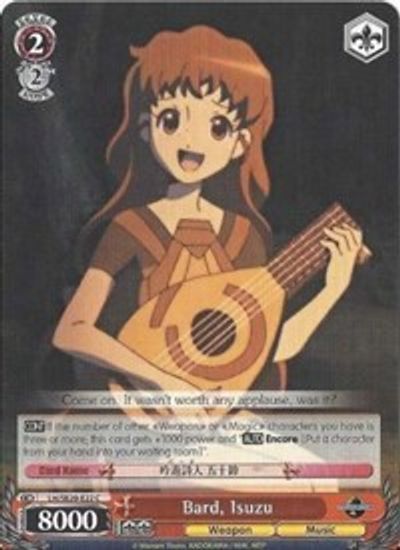 2
2
Come on. It wasn't worth any applause, was it?
CONT If the number of other «Weapon» or «Magic» characters you have is
three or more, this card gets +1000 power and "AUTO Encore [Put a character
from your hand into your waiting room]".
Card Name 吟遊詩人 五十鈴
Bard, Isuzu
8000
Weapon
Music